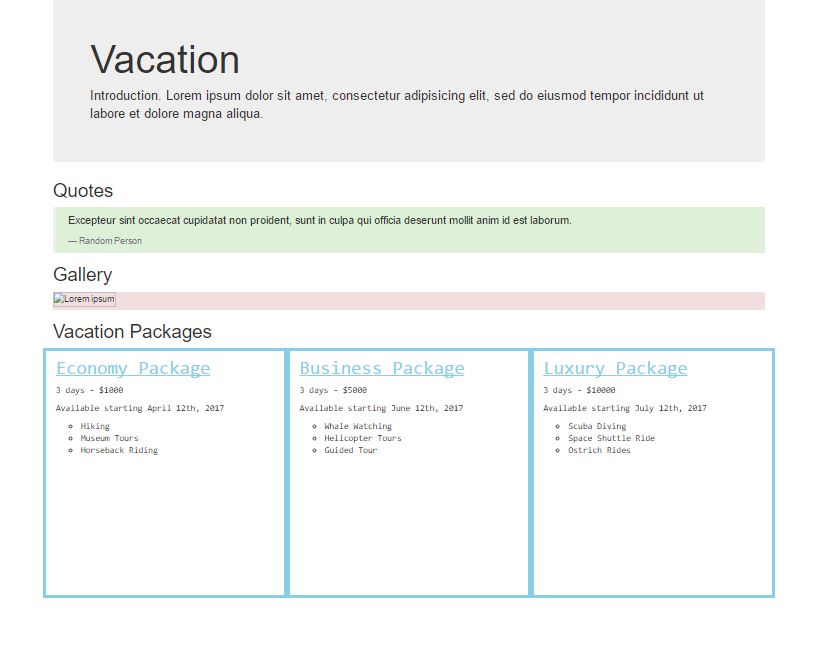 Vacation
Introduction. Lorem ipsum dolor sit amet, consectetur adipisicing elit, sed do eiusmod tempor incididunt ut
labore et dolore magna aliqua.
Quotes
Excepteur sint occaecat cupidatat non proident, sunt in culpa qui officia deserunt mollit anim id est laborum.
— Random Person
Gallery
Lorem ipsum
Vacation Packages
Economy Package
3 days - $1000
Available starting April 12th, 2017
Hiking
Museum Tours
Horseback Riding
Business Package
3 days - $5000
Available starting June 12th, 2017
Whale Watching
Helicopter Tours
Guided Tour
Luxury Package
3 days - $10000
Available starting July 12th, 2017
Scuba Diving
Space Shuttle Ride
Ostrich Rides